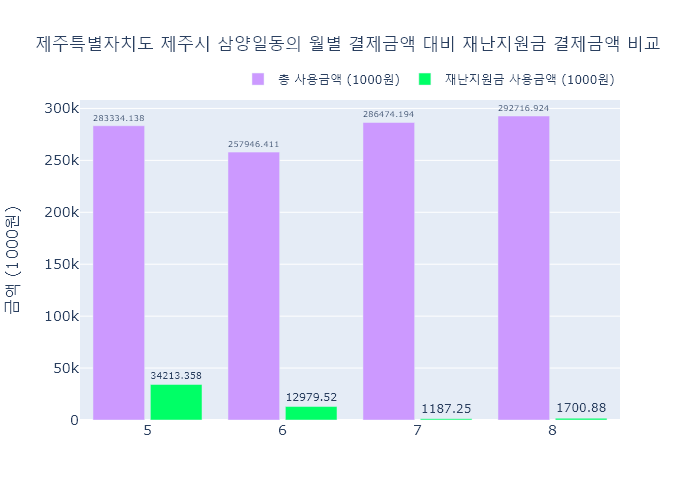 제주특별자치도 제주시 삼양일동의 월별 결제금액 대비 재난지원금 결제금액 비교
총 사용금액 (1000원) 재난지원금 사용금액 (1000원)
금액 (1000원)
300k
250k
200k
150k
100k
50k
0
283334.138
257946.411
286474.194
292716.924
34213.358
12979.52
1187.25
1700.88
5 6 7 8